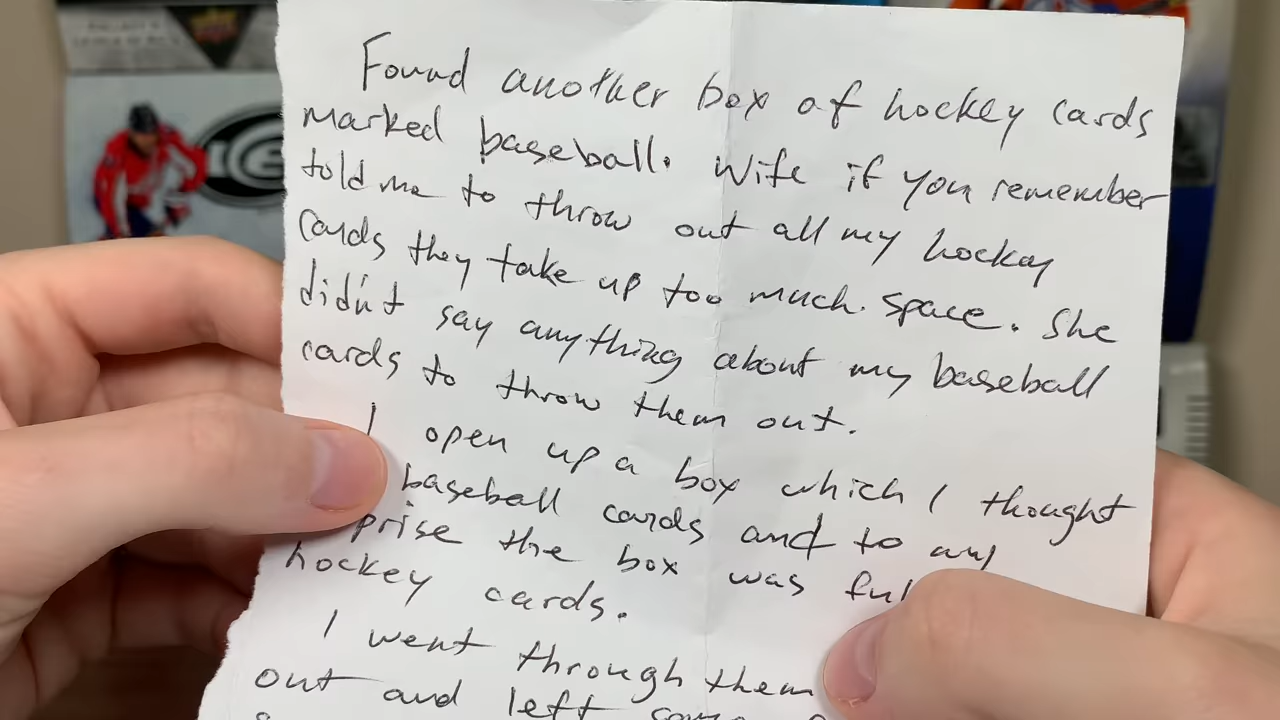 Found another box of hockey cards
marked baseball. Wife if you remember
told me to throw out all my hockey
cards they take up too much. space. She
didn't say anything about my baseball
cards to throw them out.
I open up a box which I thought
baseball cards and to any
prise the box was ful
hockey cards.
I went through them
out and left